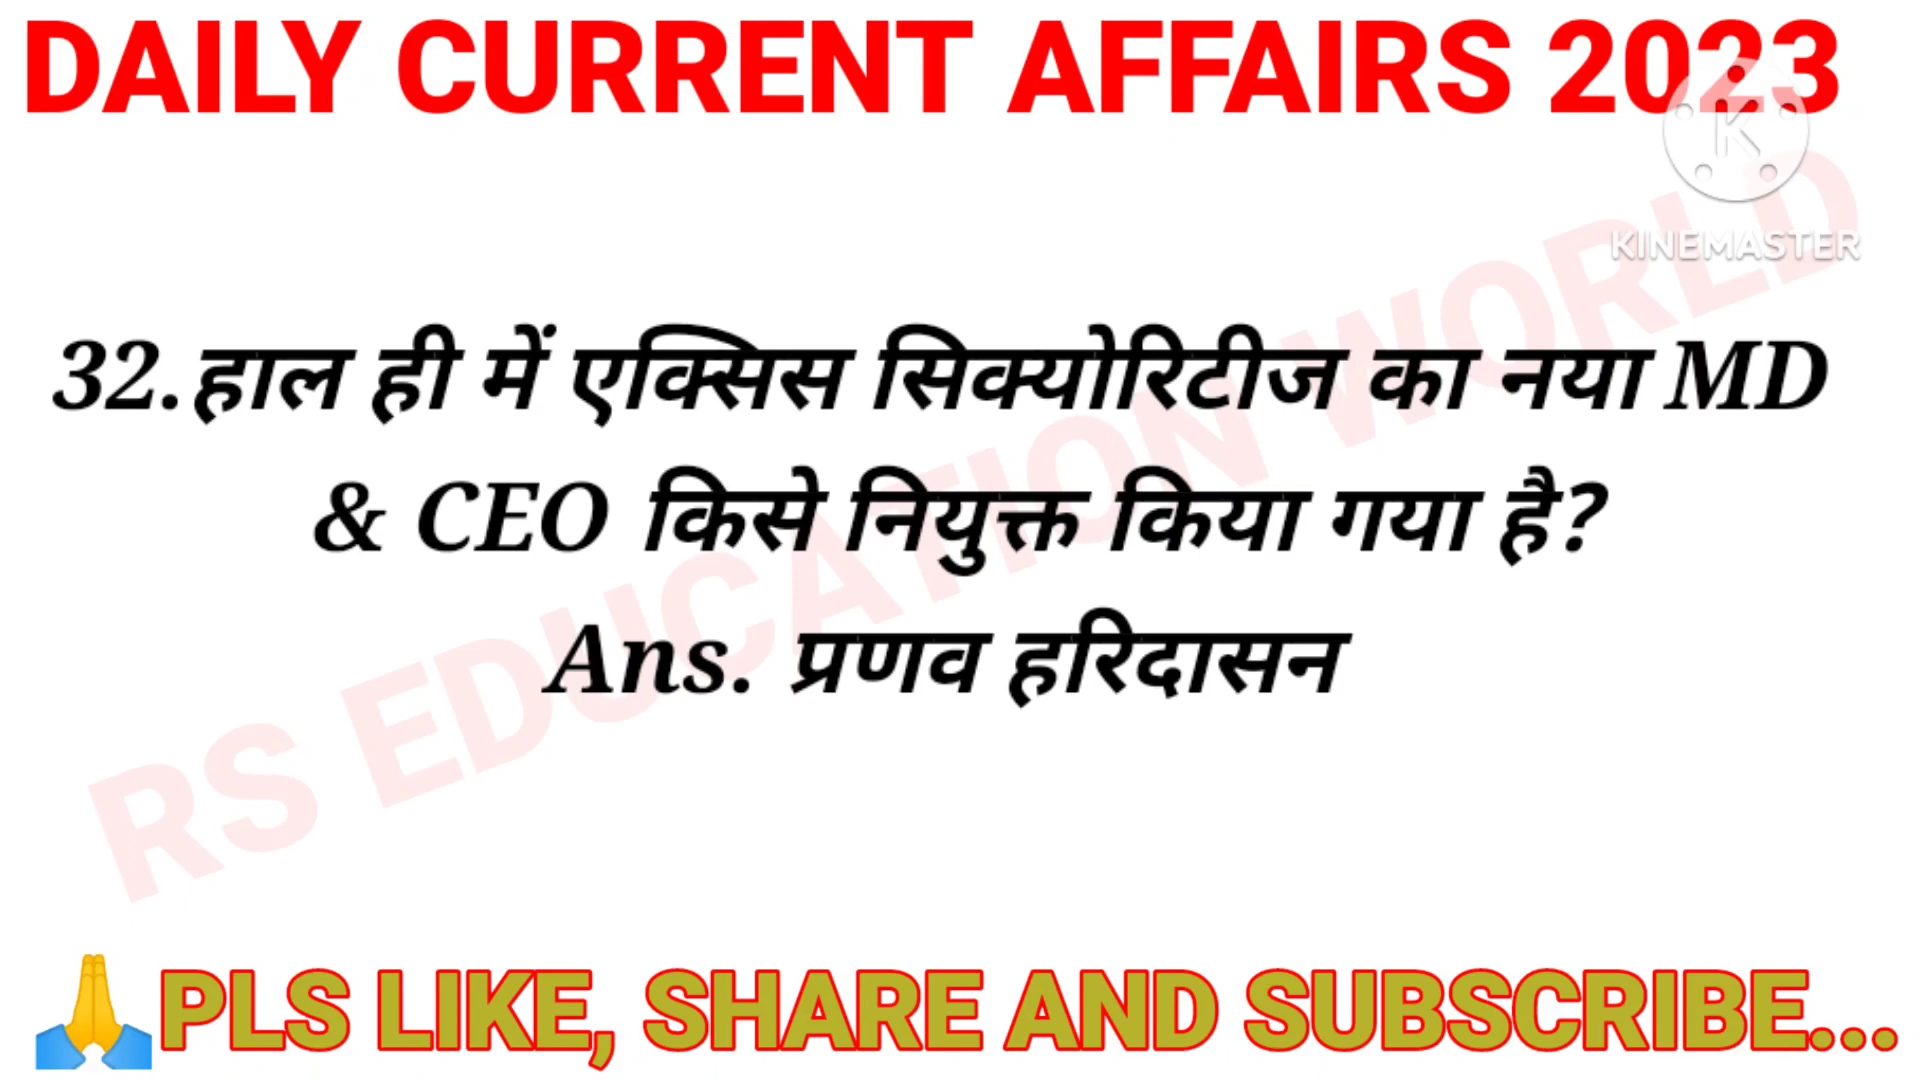 DAILY CURRENT AFFAIRS 2023
KINEMASTER
32.हाल ही में एक्सिस सिक्योरिटीज का नया MD
& CEO किसे नियुक्त किया गया है?
Ans. प्रणव हरिदासन
RS EDUCATION WORLD
🙏PLS LIKE, SHARE AND SUBSCRIBE...